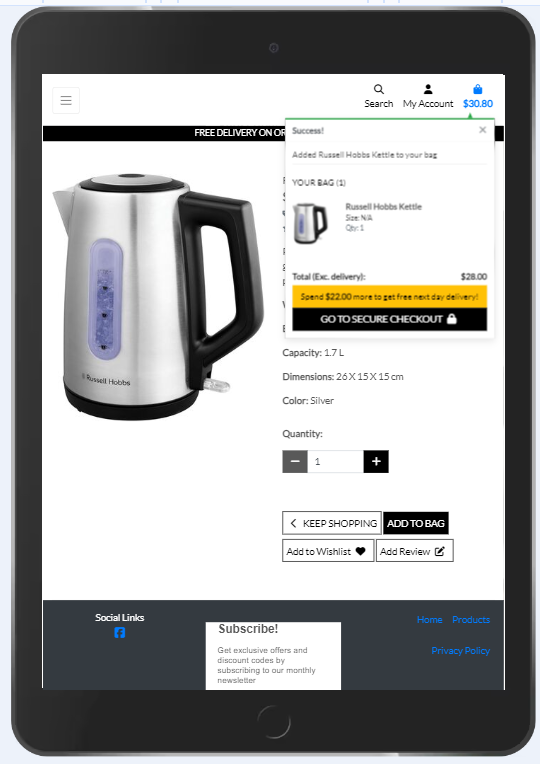 Search
My Account
$30.80
FREE DELIVERY ON OR
Success!
×
Added Russell Hobbs Kettle to your bag
YOUR BAG (1)
Russell Hobbs Kettle
Size: N/A
Qty: 1
Total (Exc. delivery): $28.00
Spend $22.00 more to get free next day delivery!
GO TO SECURE CHECKOUT
Russell Hobbs
Capacity: 1.7 L
Dimensions: 26 X 15 X 15 cm
Color: Silver
Quantity:
− 1 +
KEEP SHOPPING ADD TO BAG
Add to Wishlist Add Review
Social Links
Subscribe!
Get exclusive offers and
discount codes by
subscribing to our monthly
newsletter
Home Products
Privacy Policy